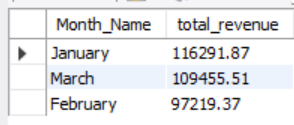 Month_Name total_revenue
January 116291.87
March 109455.51
February 97219.37